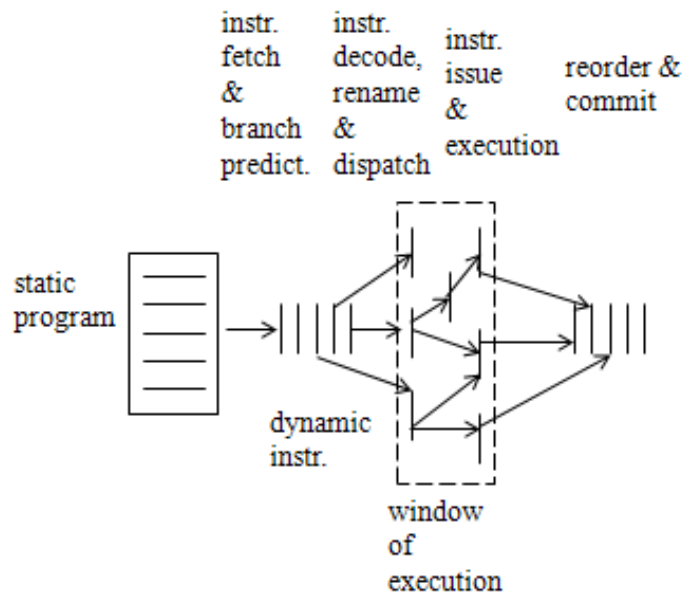 instr.
fetch
&
branch
predict.
instr.
decode,
rename
&
dispatch
instr.
issue
&
execution
reorder &
commit
static
program
dynamic
instr.
window
of
execution